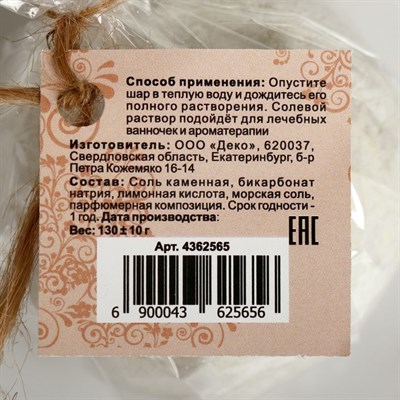 Способ применения: Опустите
шар в теплую воду и дождитесь его
полного растворения. Солевой
раствор подойдёт для лечебных
ванночек и ароматерапии
Изготовитель: ООО «Деко», 620037,
Свердловская область, Екатеринбург, б-р
Петра Кожемяко 16-14
Состав: Соль каменная, бикарбонат
натрия, лимонная кислота, морская соль,
парфюмерная композиция. Срок годности -
1 год. Дата производства:
Вес: 130 ± 10 г
ЕАС
Арт. 4362565
6 900043 625656